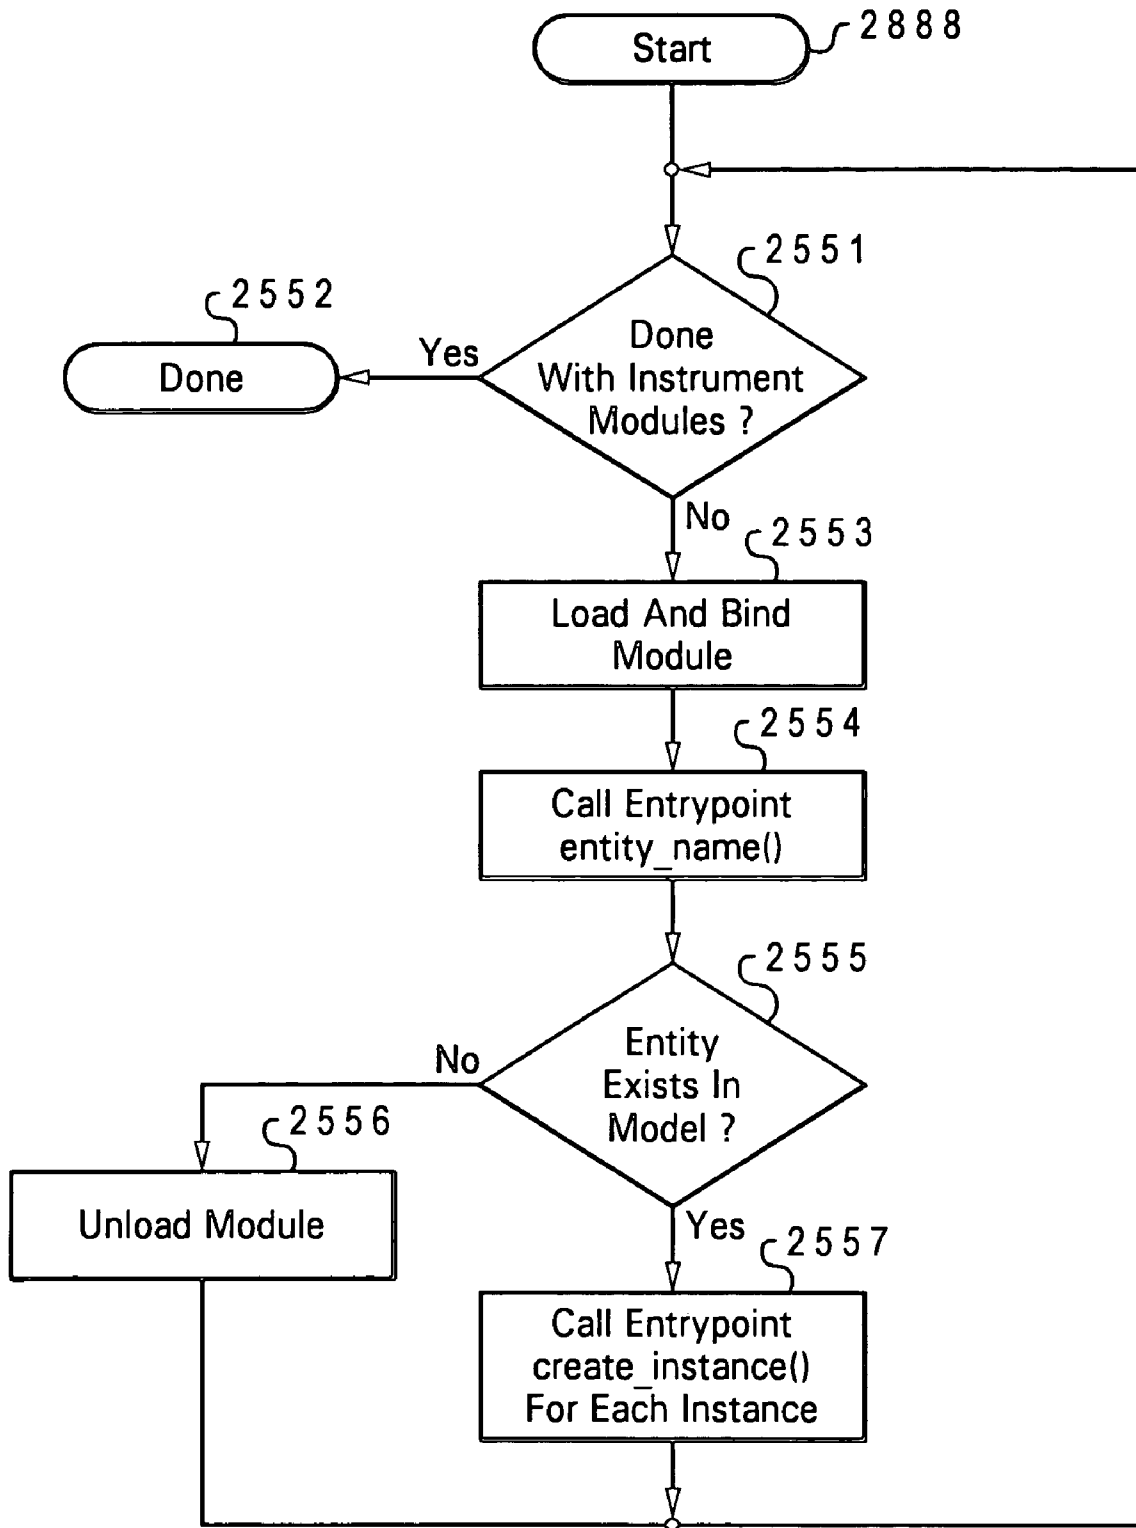 Start
2888
2551
Done
With Instrument
Modules ?
Yes
2552
Done
No
2553
Load And Bind
Module
2554
Call Entrypoint
entity_name()
2555
Entity
Exists In
Model ?
No
2556
Unload Module
Yes
2557
Call Entrypoint
create_instance()
For Each Instance